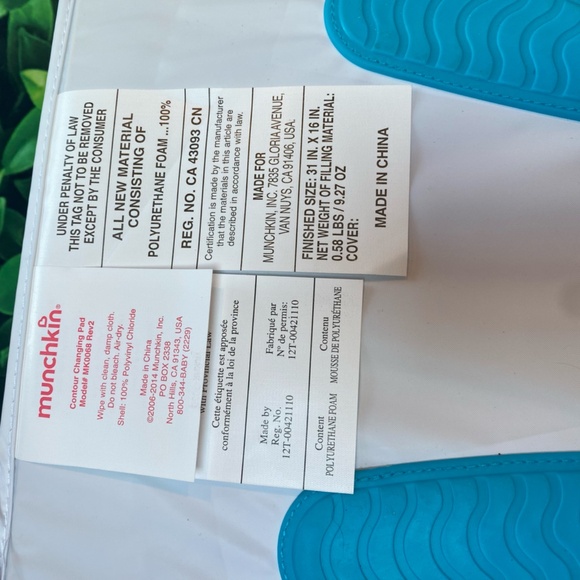 UNDER PENALTY OF LAW
THIS TAG NOT TO BE REMOVED
EXCEPT BY THE CONSUMER
ALL NEW MATERIAL
CONSISTING OF
POLYURETHANE FOAM ...100%
REG. NO. CA 43093 CN
Certification is made by the manufacturer
that the materials in this article are
described in accordance with law.
MADE FOR
MUNCHKIN, INC. 7835 GLORIA AVENUE,
VAN NUY'S, CA 91406, USA.
FINISHED SIZE: 31 IN. X 16 IN.
NET WEIGHT OF FILLING MATERIAL:
0.58 LBS / 9.27 OZ
COVER:
MADE IN CHINA
munchkin®
Contour Changing Pad
Model# MK0068 Rev2
Wipe with clean, damp cloth.
Do not bleach. Air-dry.
Shell: 100% Polyvinyl Chloride
Made in China
©2006-2014 Munchkin, Inc.
PO BOX 2338
North Hills, CA 91343, USA
800-344-BABY (2229)
with Provincial Law
Cette étiquette est apposée
conformément à la loi de la province
Made by
Reg. No.
12T-00421110
Fabriqué par
N° de permis:
12T-00421110
Content
POLYURETHANE FOAM
Contenu
MOUSSE DE POLYURÉTHANE